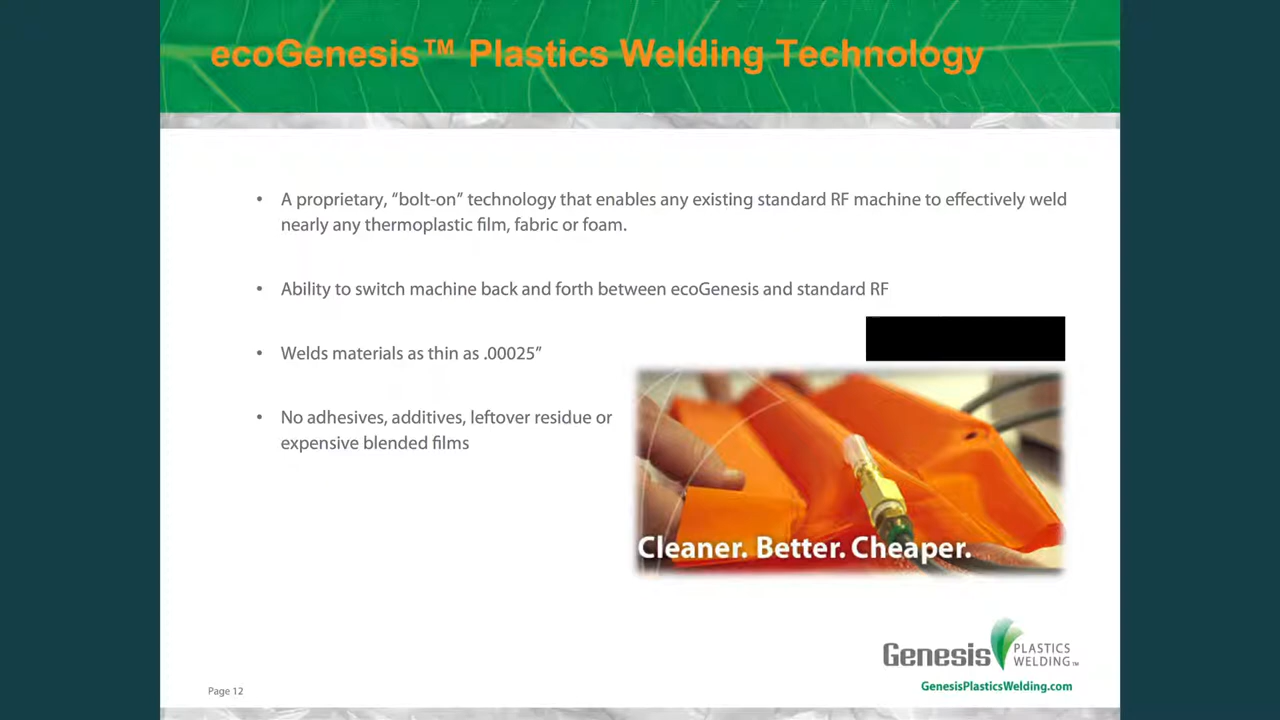 ecoGenesis™ Plastics Welding Technology
• A proprietary, “bolt-on” technology that enables any existing standard RF machine to effectively weld
nearly any thermoplastic film, fabric or foam.
• Ability to switch machine back and forth between ecoGenesis and standard RF
• Welds materials as thin as .00025”
• No adhesives, additives, leftover residue or
expensive blended films
Cleaner. Better. Cheaper.
Genesis PLASTICS
WELDING™
GenesisPlasticsWelding.com
Page 12